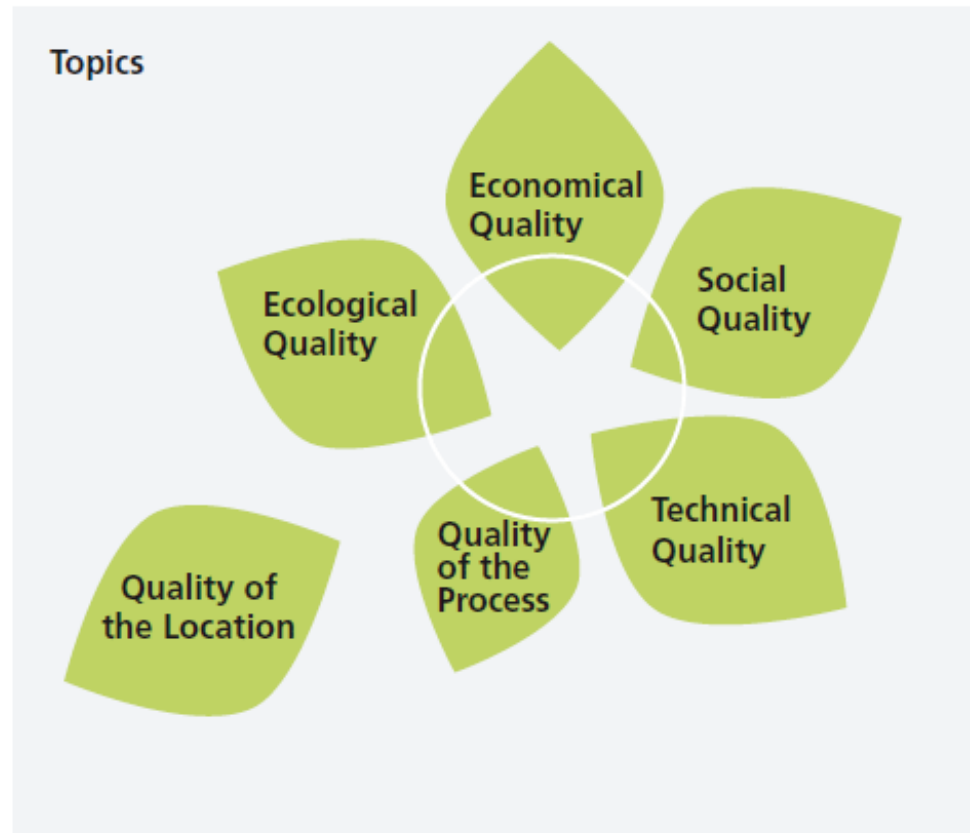 Topics
Economical
Quality
Social
Quality
Ecological
Quality
Technical
Quality
Quality
of the
Process
Quality of
the Location